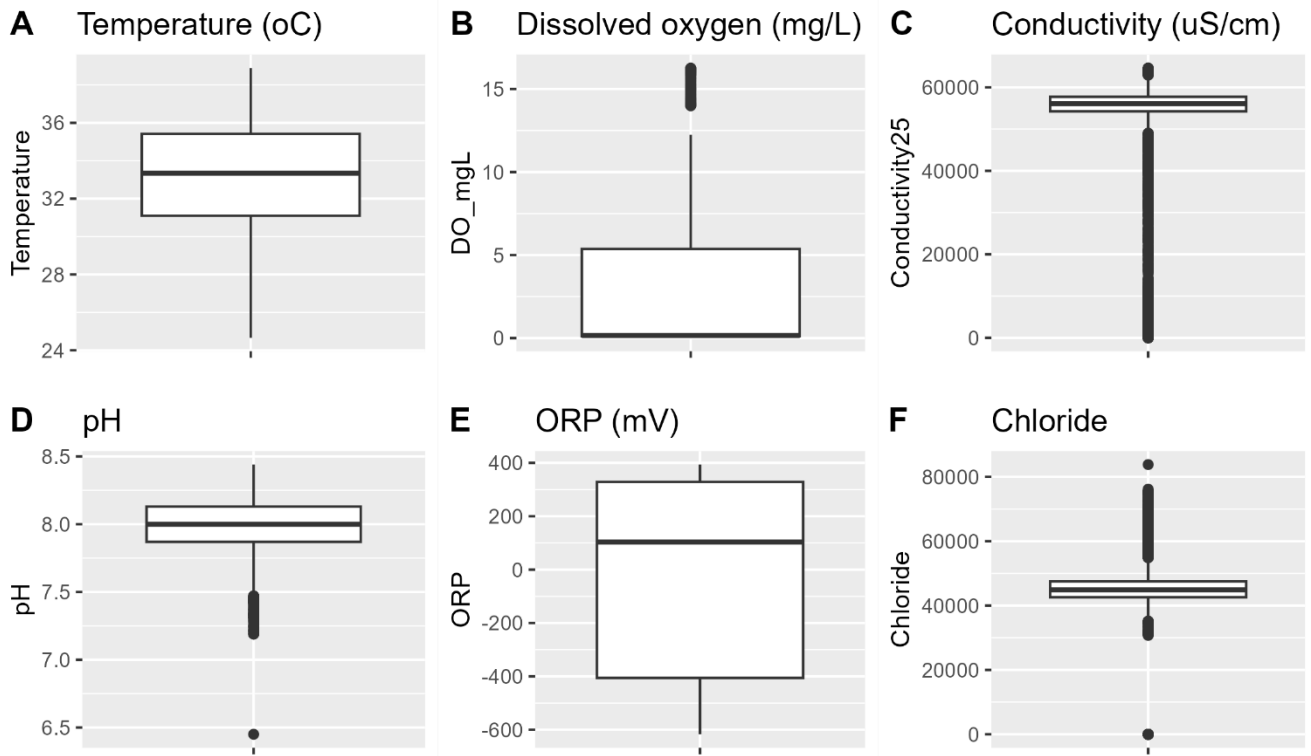 A Temperature (oC)
Temperature
36
32
28
24
B Dissolved oxygen (mg/L)
DO_mgL
15
10
5
0
C Conductivity (uS/cm)
Conductivity25
60000
40000
20000
0
D pH
pH
8.5
8.0
7.5
7.0
6.5
E ORP (mV)
ORP
400
200
0
-200
-400
-600
F Chloride
Chloride
80000
60000
40000
20000
0